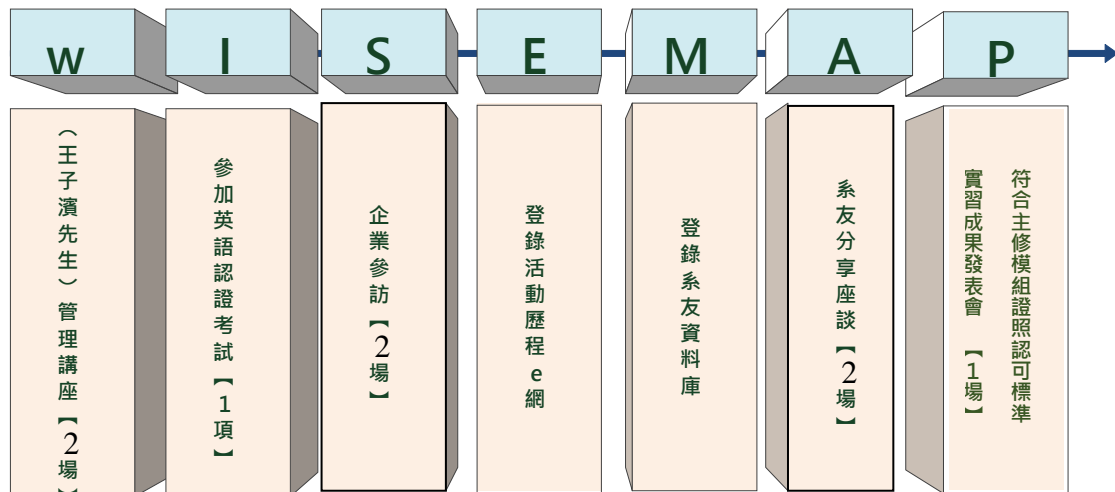 w
I
S
E
M
A
P
（王子濱先生）管理講座【2場】
參加英語認證考試【1項】
企業參訪【2場】
登錄活動歷程e網
登錄系友資料庫
系友分享座談【2場】
符合主修模組證照認可標準
實習成果發表會 【1場】